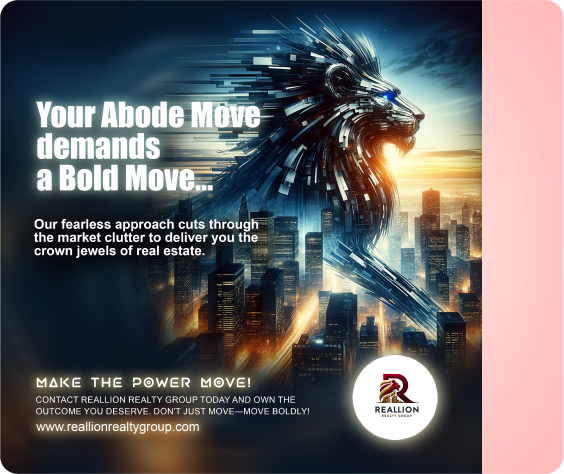 Your Abode Move
demands
a Bold Move...
Our fearless approach cuts through
the market clutter to deliver you the
crown jewels of real estate.
MAKE THE POWER MOVE!
CONTACT REALLION REALTY GROUP TODAY AND OWN THE
OUTCOME YOU DESERVE. DON'T JUST MOVE—MOVE BOLDLY!
www.reallionrealtygroup.com
R
REALLION
REALTY GROUP